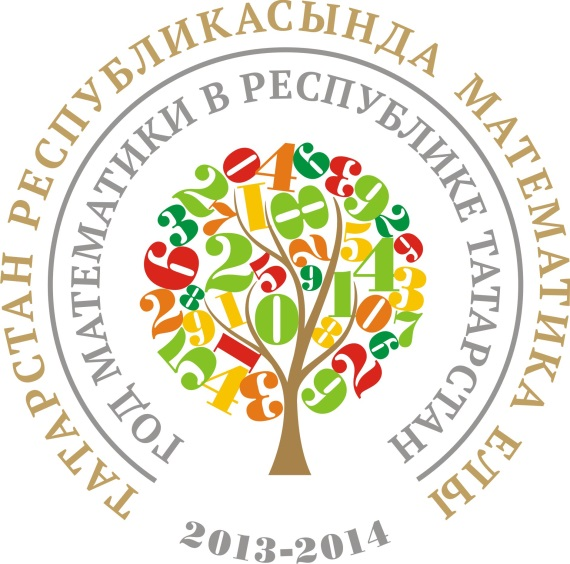 ТАТАРСТАН РЕСПУБЛИКАСЫНДА МАТЕМАТИКА ЕЛЫ
ГОД МАТЕМАТИКИ В РЕСПУБЛИКЕ ТАТАРСТАН
2013-2014